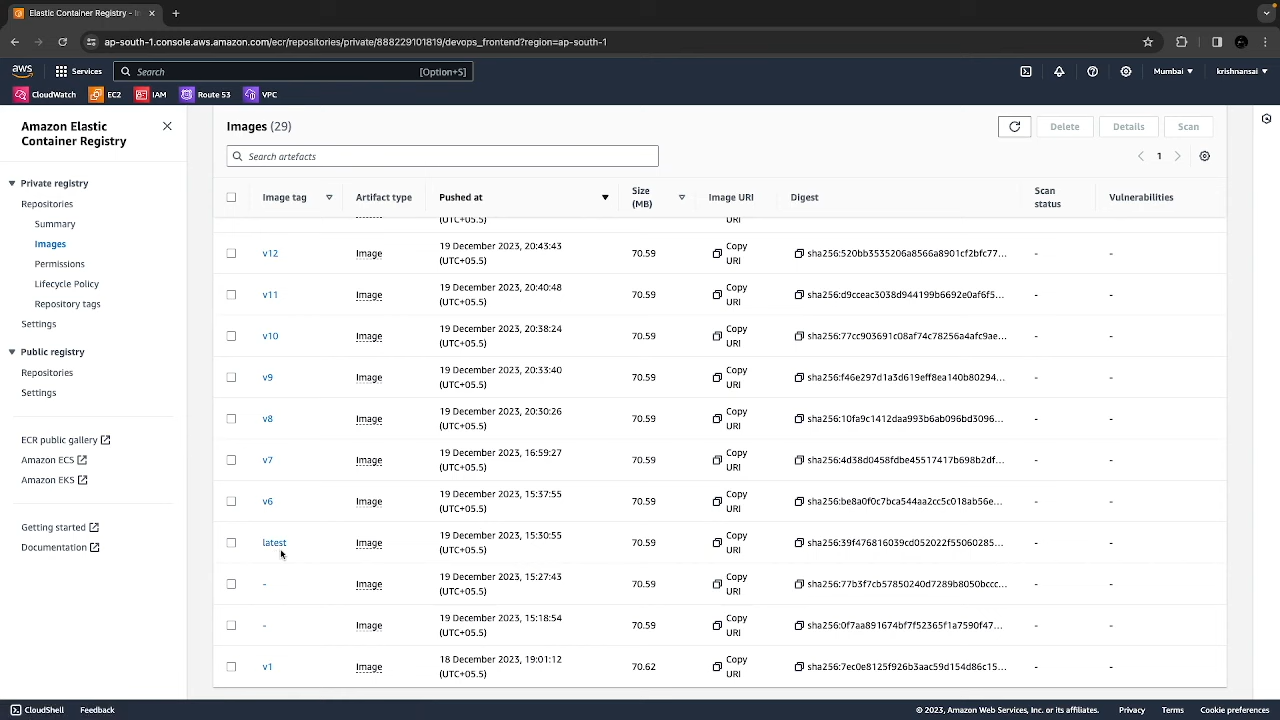 Elastic Container Registry - Im
ap-south-1.console.aws.amazon.com/ecr/repositories/private/888229101819/devops_frontend?region=ap-south-1
aws
Services
Search
[Option+S]
Mumbai
krishmansai
CloudWatch
EC2
IAM
Route 53
VPC
Amazon Elastic
Container Registry
Private registry
Repositories
Summary
Images
Permissions
Lifecycle Policy
Repository tags
Settings
Public registry
Repositories
Settings
ECR public gallery
Amazon ECS
Amazon EKS
Getting started
Documentation
Images (29)
Delete
Details
Scan
Search artefacts
1
Image tag Artifact type Pushed at Size (MB) Image URI Digest Scan status Vulnerabilities
(UTC+05.5) URI
v12 Image 19 December 2023, 20:43:43 (UTC+05.5) 70.59 Copy URI sha256:520bb3535206a8566a8901cf2bfc77... - -
v11 Image 19 December 2023, 20:40:48 (UTC+05.5) 70.59 Copy URI sha256:d9cceac3038d944199b6692e0af6f5... - -
v10 Image 19 December 2023, 20:38:24 (UTC+05.5) 70.59 Copy URI sha256:77cc903691c08af74c78256a4afc9ae... - -
v9 Image 19 December 2023, 20:33:40 (UTC+05.5) 70.59 Copy URI sha256:f46e297d1a3d619eff8ea140b80294... - -
v8 Image 19 December 2023, 20:30:26 (UTC+05.5) 70.59 Copy URI sha256:10fa9c1412daa993b6ab096bd3096... - -
v7 Image 19 December 2023, 16:59:27 (UTC+05.5) 70.59 Copy URI sha256:4d38d0458fdbe45517417b698b2df... - -
v6 Image 19 December 2023, 15:37:55 (UTC+05.5) 70.59 Copy URI sha256:be8a0f0c7bca544aa2cc5c018ab56e... - -
latest Image 19 December 2023, 15:30:55 (UTC+05.5) 70.59 Copy URI sha256:39f476816039cd052022f55060285... - -
- Image 19 December 2023, 15:27:43 (UTC+05.5) 70.59 Copy URI sha256:77b3f7cb57850240d7289b8050bccc... - -
- Image 19 December 2023, 15:18:54 (UTC+05.5) 70.59 Copy URI sha256:0f7aa891674bf7f52365f1a7590f47... - -
v1 Image 18 December 2023, 19:01:12 (UTC+05.5) 70.62 Copy URI sha256:7ec0e8125f926b3aac59d154d86c15... - -
CloudShell
Feedback
© 2023, Amazon Web Services, Inc. or its affiliates.
Privacy
Terms
Cookie preferences